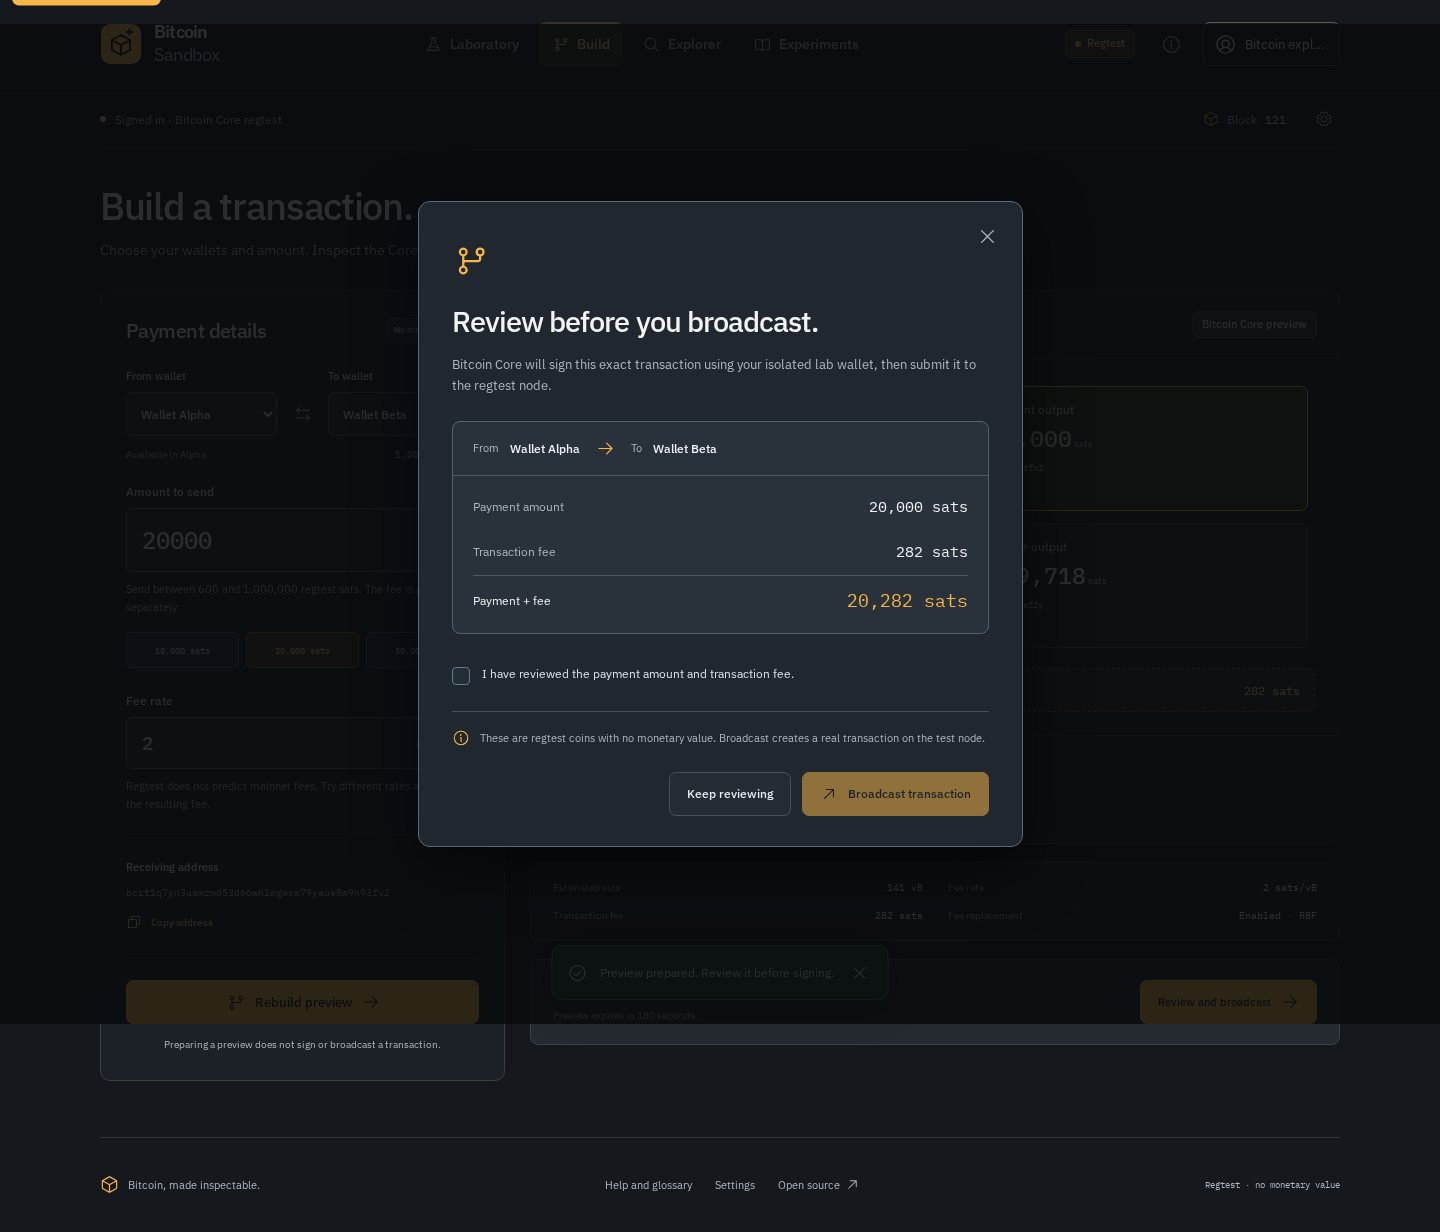 Bitcoin
Sandbox
Laboratory
Build
Explorer
Experiments
Regtest
Bitcoin expl...
Signed in · Bitcoin Core regtest
Block 121
Build a transaction.
Choose your wallets and amount. Inspect the Core
Payment details
No
Bitcoin Core preview
From wallet
To wallet
Wallet Alpha
Wallet Beta
Available in Alpha
Amount to send
20000
Send between 600 and 1,000,000 regtest sats. The fee is
separately.
10,000 sats
20,000 sats
Fee rate
2
Regtest does not predict mainnet fees. Try different rates
the resulting fee.
Receiving address
Copy address
Rebuild preview
Preparing a preview does not sign or broadcast a transaction.
output
000 sats
output
,718 sats
282 sats
Review before you broadcast.
Bitcoin Core will sign this exact transaction using your isolated lab wallet, then submit it to
the regtest node.
From Wallet Alpha
To Wallet Beta
Payment amount
20,000 sats
Transaction fee
282 sats
Payment + fee
20,282 sats
I have reviewed the payment amount and transaction fee.
These are regtest coins with no monetary value. Broadcast creates a real transaction on the test node.
Keep reviewing
Broadcast transaction
Estimated size
141 vB
Fee rate
2 sats/vB
Transaction fee
282 sats
Fee replacement
Enabled · RBF
Preview prepared. Review it before signing.
Preview expires in 180 seconds.
Review and broadcast
Bitcoin, made inspectable.
Help and glossary
Settings
Open source
Regtest · no monetary value